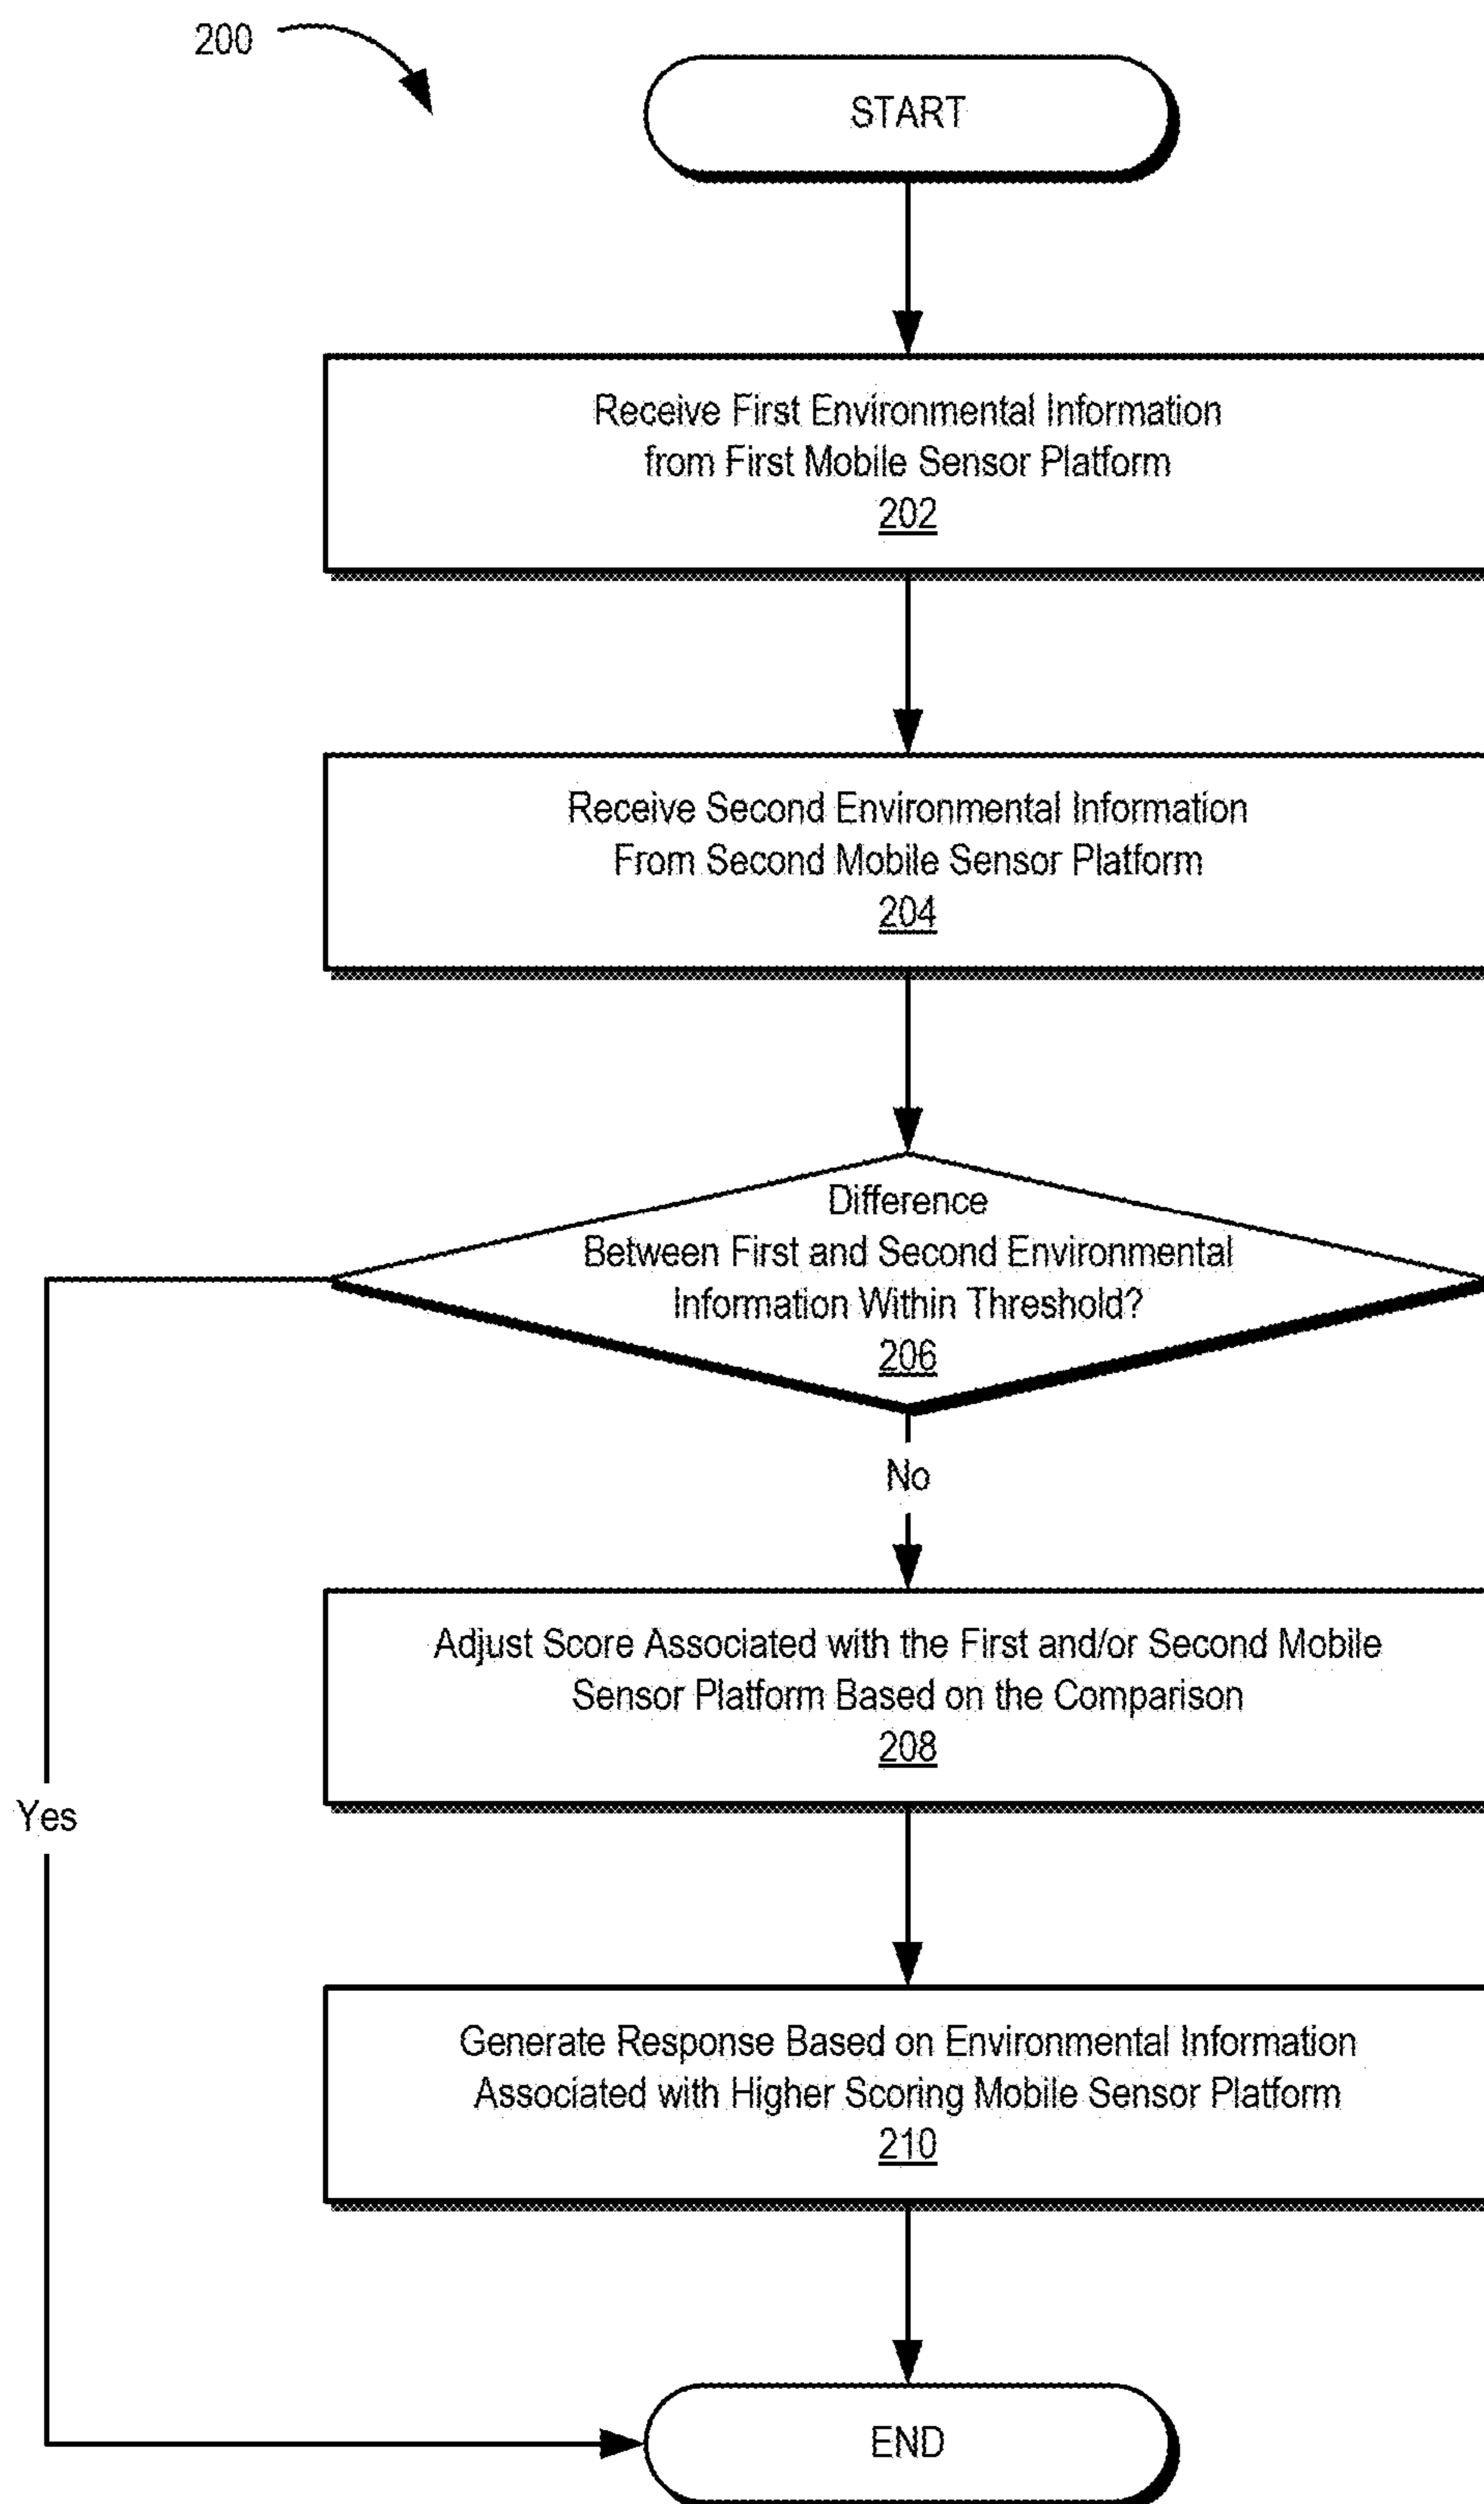 200
START
Receive First Environmental Information
from First Mobile Sensor Platform
202
Receive Second Environmental Information
From Second Mobile Sensor Platform
204
Difference
Between First and Second Environmental
Information Within Threshold?
206
No
Adjust Score Associated with the First and/or Second Mobile
Sensor Platform Based on the Comparison
208
Yes
Generate Response Based on Environmental Information
Associated with Higher Scoring Mobile Sensor Platform
210
END